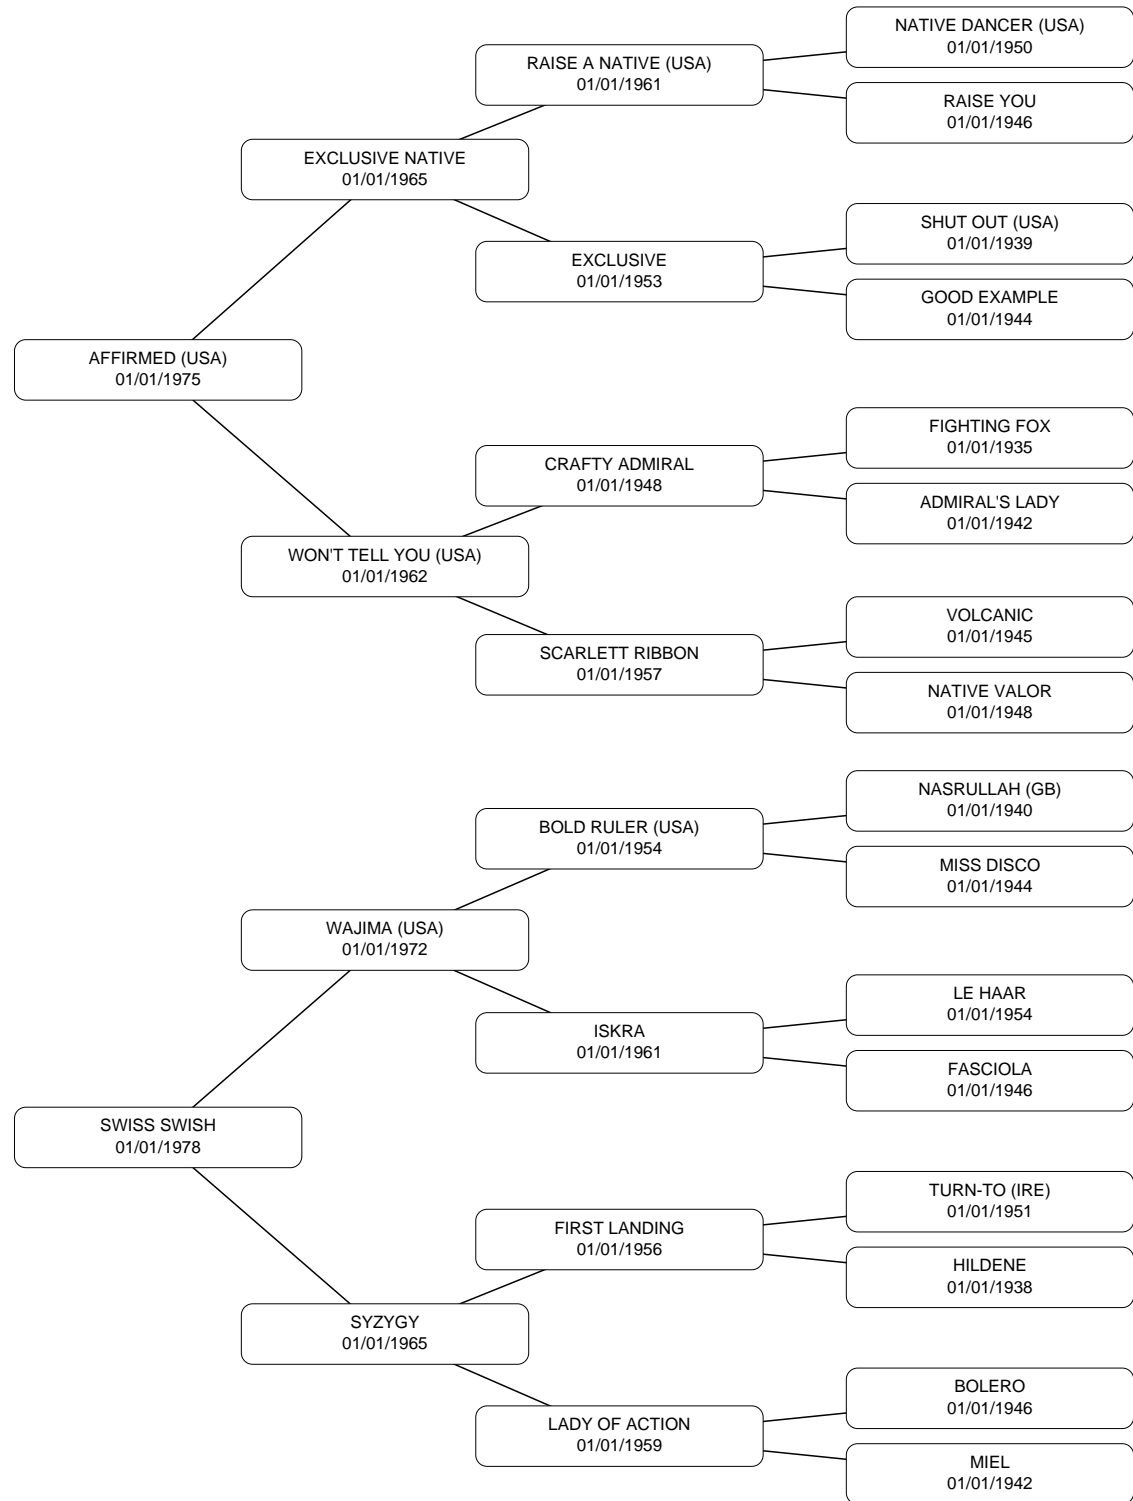 NATIVE DANCER (USA)
01/01/1950
RAISE A NATIVE (USA)
01/01/1961
RAISE YOU
01/01/1946
EXCLUSIVE NATIVE
01/01/1965
SHUT OUT (USA)
01/01/1939
EXCLUSIVE
01/01/1953
GOOD EXAMPLE
01/01/1944
AFFIRMED (USA)
01/01/1975
FIGHTING FOX
01/01/1935
CRAFTY ADMIRAL
01/01/1948
ADMIRAL'S LADY
01/01/1942
WON'T TELL YOU (USA)
01/01/1962
VOLCANIC
01/01/1945
SCARLETT RIBBON
01/01/1957
NATIVE VALOR
01/01/1948
NASRULLAH (GB)
01/01/1940
BOLD RULER (USA)
01/01/1954
MISS DISCO
01/01/1944
WAJIMA (USA)
01/01/1972
LE HAAR
01/01/1954
ISKRA
01/01/1961
FASCIOLA
01/01/1946
SWISS SWISH
01/01/1978
TURN-TO (IRE)
01/01/1951
FIRST LANDING
01/01/1956
HILDENE
01/01/1938
SYZYGY
01/01/1965
BOLERO
01/01/1946
LADY OF ACTION
01/01/1959
MIEL
01/01/1942